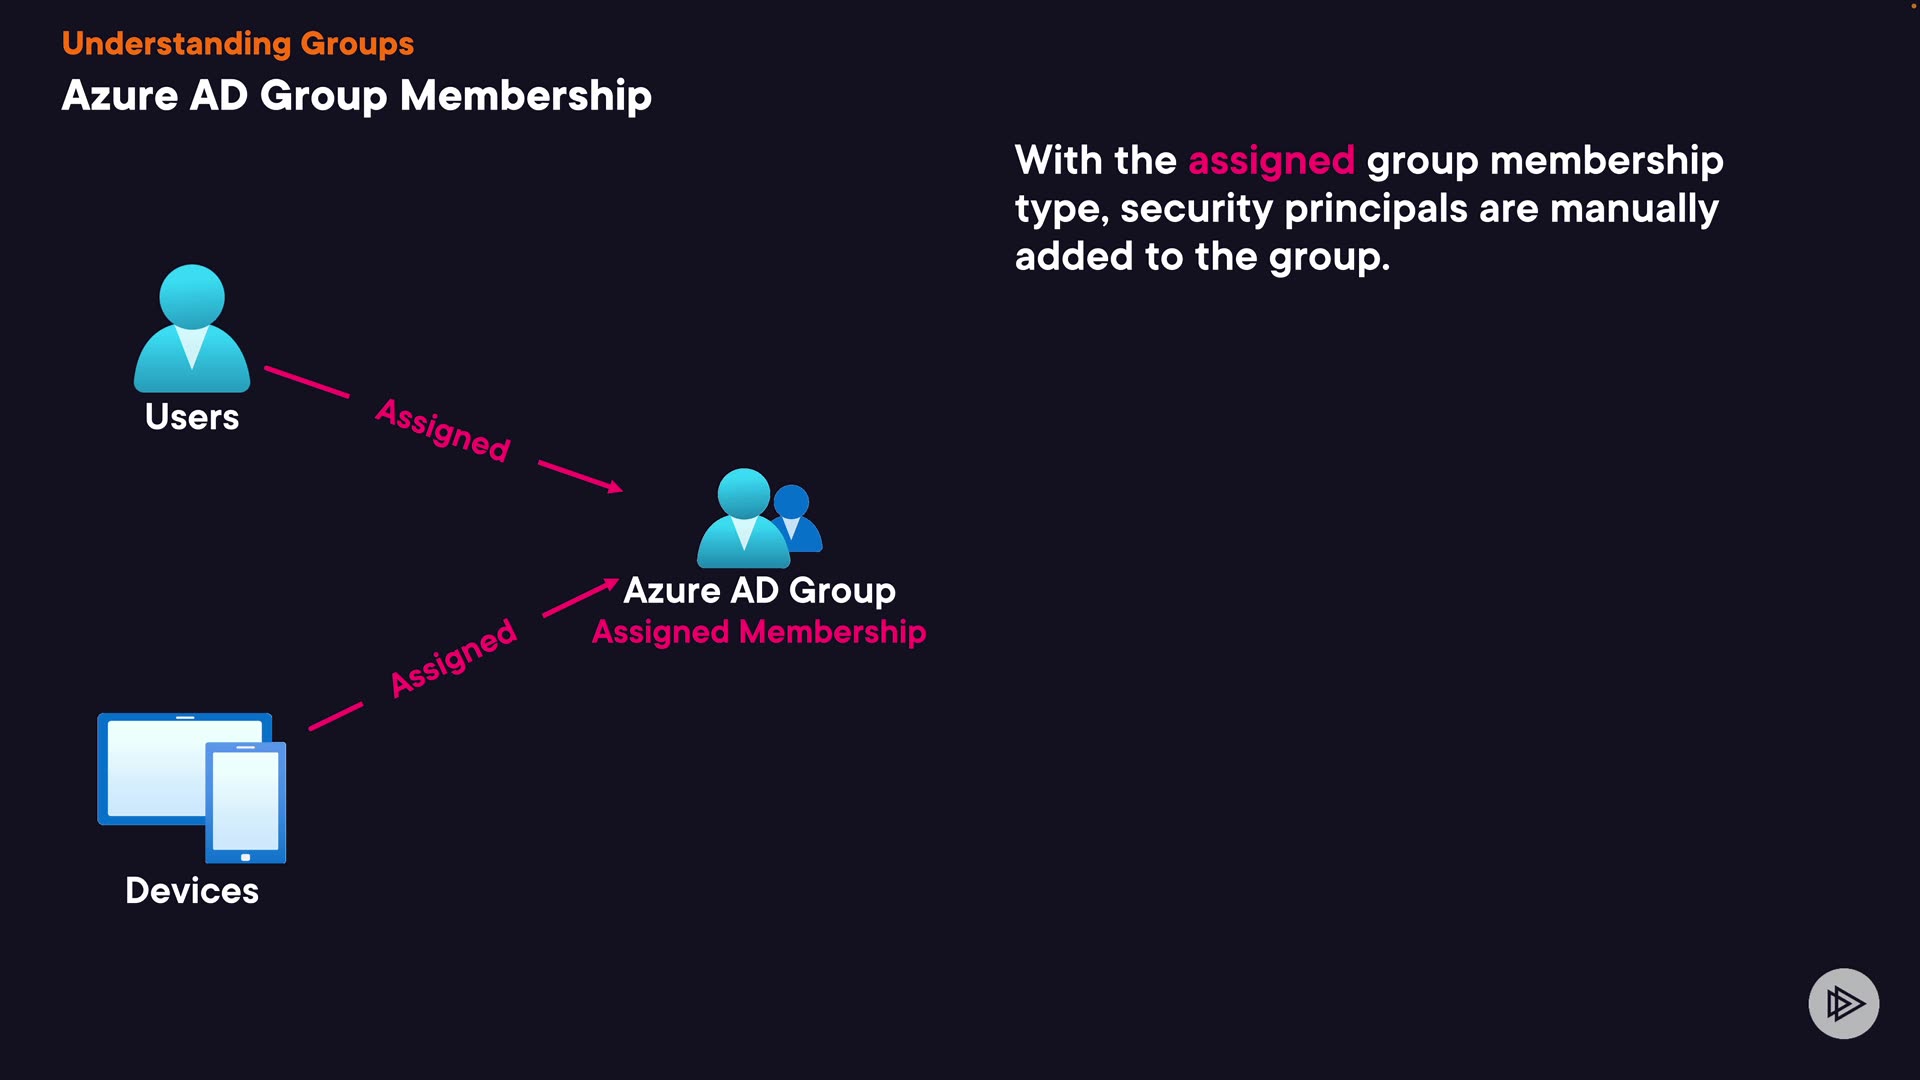 Understanding Groups
Azure AD Group Membership
With the assigned group membership
type, security principals are manually
added to the group.
Users
Assigned
Azure AD Group
Assigned Membership
Assigned
Devices